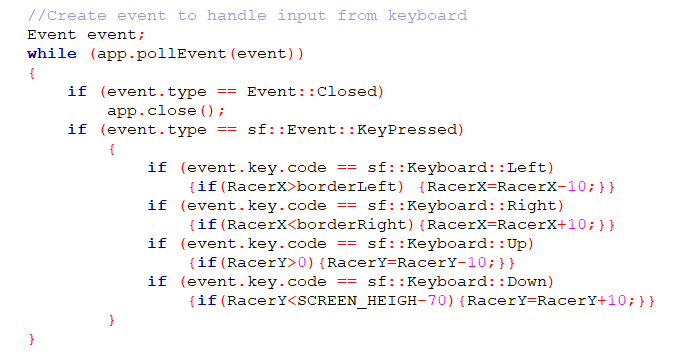 //Create event to handle input from keyboard
Event event;
while (app.pollEvent(event))
{
    if (event.type == Event::Closed)
        app.close();
    if (event.type == sf::Event::KeyPressed)
        {
            if (event.key.code == sf::Keyboard::Left)
                {if(RacerX>borderLeft) {RacerX=RacerX-10;}}
            if (event.key.code == sf::Keyboard::Right)
                {if(RacerX<borderRight){RacerX=RacerX+10;}}
            if (event.key.code == sf::Keyboard::Up)
                {if(RacerY>0){RacerY=RacerY-10;}}
            if (event.key.code == sf::Keyboard::Down)
                {if(RacerY<SCREEN_HEIGH-70){RacerY=RacerY+10;}}
        }
}